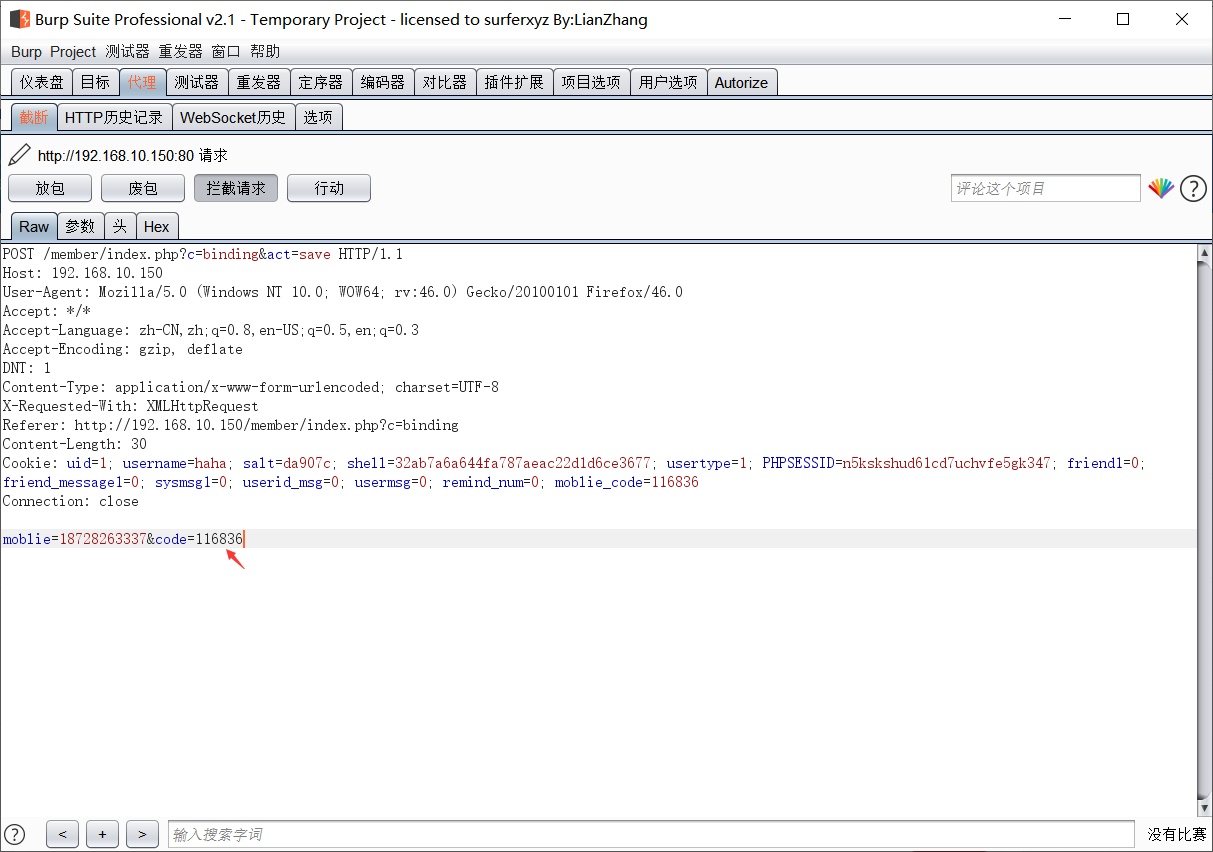 Burp Suite Professional v2.1 - Temporary Project - licensed to surferxyz By:LianZhang
Burp Project 测试器 重发器 窗口 帮助
仪表盘 目标 代理 测试器 重发器 定序器 编码器 对比器 插件扩展 项目选项 用户选项 Autorize
截断 HTTP历史记录 WebSocket历史 选项
http://192.168.10.150:80 请求
放包 废包 拦截请求 行动 评论这个项目 ?
Raw 参数 头 Hex
POST /member/index.php?c=binding&act=save HTTP/1.1
Host: 192.168.10.150
User-Agent: Mozilla/5.0 (Windows NT 10.0; WOW64; rv:46.0) Gecko/20100101 Firefox/46.0
Accept: */*
Accept-Language: zh-CN,zh;q=0.8,en-US;q=0.5,en;q=0.3
Accept-Encoding: gzip, deflate
DNT: 1
Content-Type: application/x-www-form-urlencoded; charset=UTF-8
X-Requested-With: XMLHttpRequest
Referer: http://192.168.10.150/member/index.php?c=binding
Content-Length: 30
Cookie: uid=1; username=haha; salt=da907c; shell=32ab7a6a644fa787aeac22d1d6ce3677; usertype=1; PHPSESSID=n5kskshud61cd7uchvfe5gk347; friend1=0;
friend_message1=0; sysmsg1=0; userid_msg=0; usermsg=0; remind_num=0; moblie_code=116836
Connection: close
moblie=18728263337&code=116836
? < + > 输入搜索字词 没有比赛